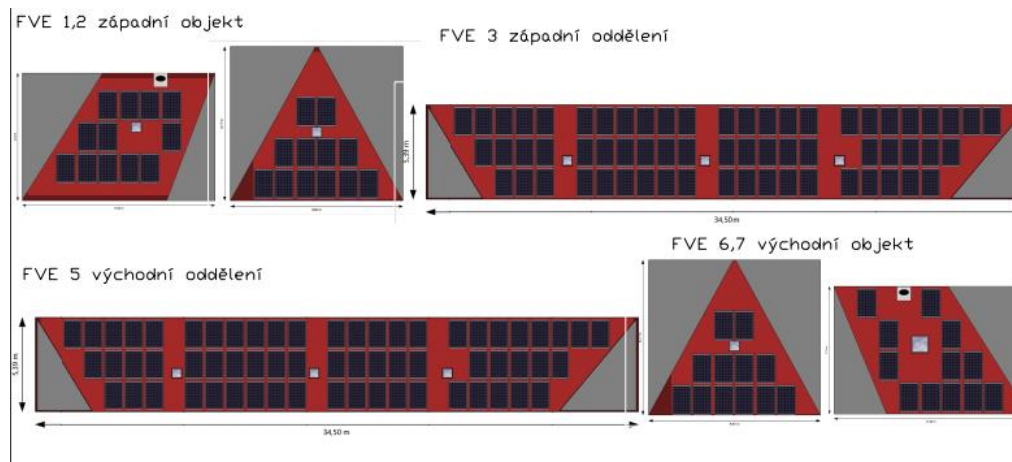 FVE 1,2 západní objekt
FVE 3 západní oddělení
5,39 m
34,50 m
FVE 6,7 východní objekt
FVE 5 východní oddělení
5,39 m
34,50 m